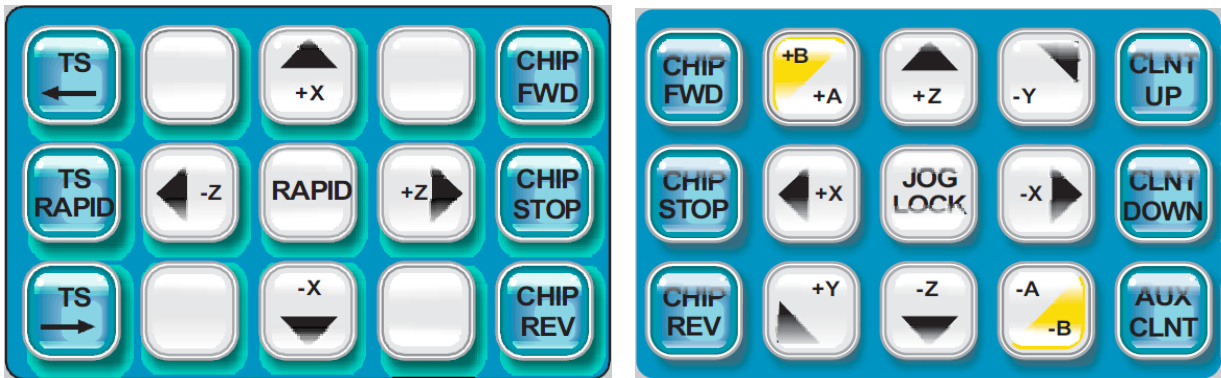 TS
+X
CHIP
FWD
TS
RAPID
-Z
RAPID
+Z
CHIP
STOP
TS
-X
CHIP
REV
CHIP
FWD
+B
+A
+Z
-Y
CLNT
UP
CHIP
STOP
+X
JOG
LOCK
-X
CLNT
DOWN
CHIP
REV
+Y
-Z
-A
-B
AUX
CLNT